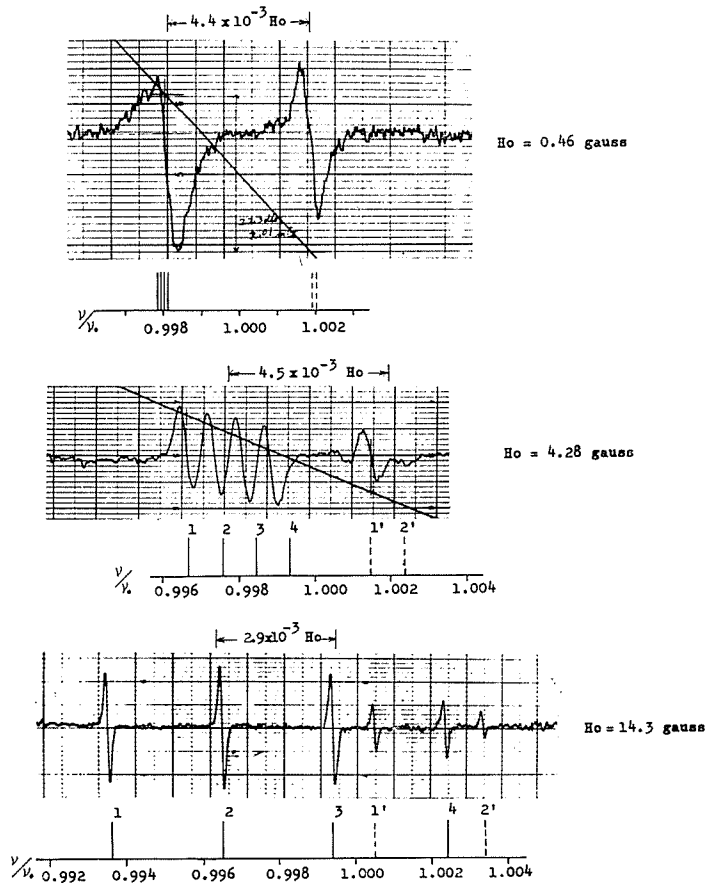 4.4 x 10⁻³ Ho
Ho = 0.46 gauss
ν/ν₀ 0.998 1.000 1.002
4.5 x 10⁻³ Ho
Ho = 4.28 gauss
1 2 3 4 1' 2'
ν/ν₀ 0.996 0.998 1.000 1.002 1.004
2.9x10⁻³ Ho
Ho = 14.3 gauss
1 2 3 1' 4 2'
ν/ν₀ 0.992 0.994 0.996 0.998 1.000 1.002 1.004